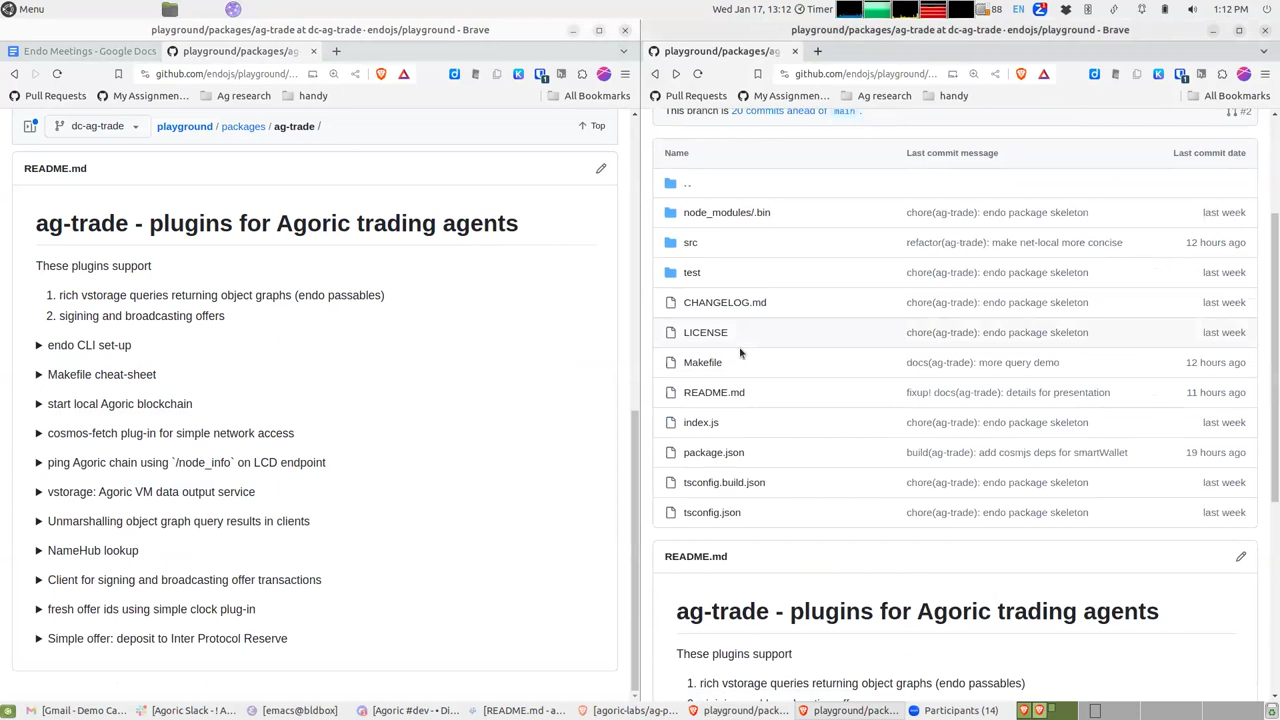 Menu
Wed Jan 17, 13:12
Timer
88
EN
1:12 PM
playground/packages/ag-trade at dc-ag-trade · endojs/playground - Brave
Endo Meetings - Google Docs
playground/packages/ag
github.com/endojs/playground/...
Pull Requests
My Assignmen...
Ag research
handy
All Bookmarks
dc-ag-trade
playground / packages / ag-trade /
Top
README.md
ag-trade - plugins for Agoric trading agents
These plugins support
1. rich vstorage queries returning object graphs (endo passables)
2. sigining and broadcasting offers
endo CLI set-up
Makefile cheat-sheet
start local Agoric blockchain
cosmos-fetch plug-in for simple network access
ping Agoric chain using `/node_info` on LCD endpoint
vstorage: Agoric VM data output service
Unmarshalling object graph query results in clients
NameHub lookup
Client for signing and broadcasting offer transactions
fresh offer ids using simple clock plug-in
Simple offer: deposit to Inter Protocol Reserve
playground/packages/ag-trade at dc-ag-trade · endojs/playground - Brave
playground/packages/ag
github.com/endojs/playground/...
Pull Requests
My Assignmen...
Ag research
handy
All Bookmarks
This branch is 20 commits ahead of main .
#2
Name Last commit message Last commit date
..
node_modules/.bin chore(ag-trade): endo package skeleton last week
src refactor(ag-trade): make net-local more concise 12 hours ago
test chore(ag-trade): endo package skeleton last week
CHANGELOG.md chore(ag-trade): endo package skeleton last week
LICENSE chore(ag-trade): endo package skeleton last week
Makefile docs(ag-trade): more query demo 12 hours ago
README.md fixup! docs(ag-trade): details for presentation 11 hours ago
index.js chore(ag-trade): endo package skeleton last week
package.json build(ag-trade): add cosmjs deps for smartWallet 19 hours ago
tsconfig.build.json chore(ag-trade): endo package skeleton last week
tsconfig.json chore(ag-trade): endo package skeleton last week
README.md
ag-trade - plugins for Agoric trading agents
These plugins support
1. rich vstorage queries returning object graphs (endo passables)
[Gmail - Demo Ca...
[Agoric Slack - ! A...
[emacs@bldbox]
[Agoric #dev - • Di...
[README.md - a...
[agoric-labs/ag-p...
playground/pack...
playground/pack...
Participants (14)